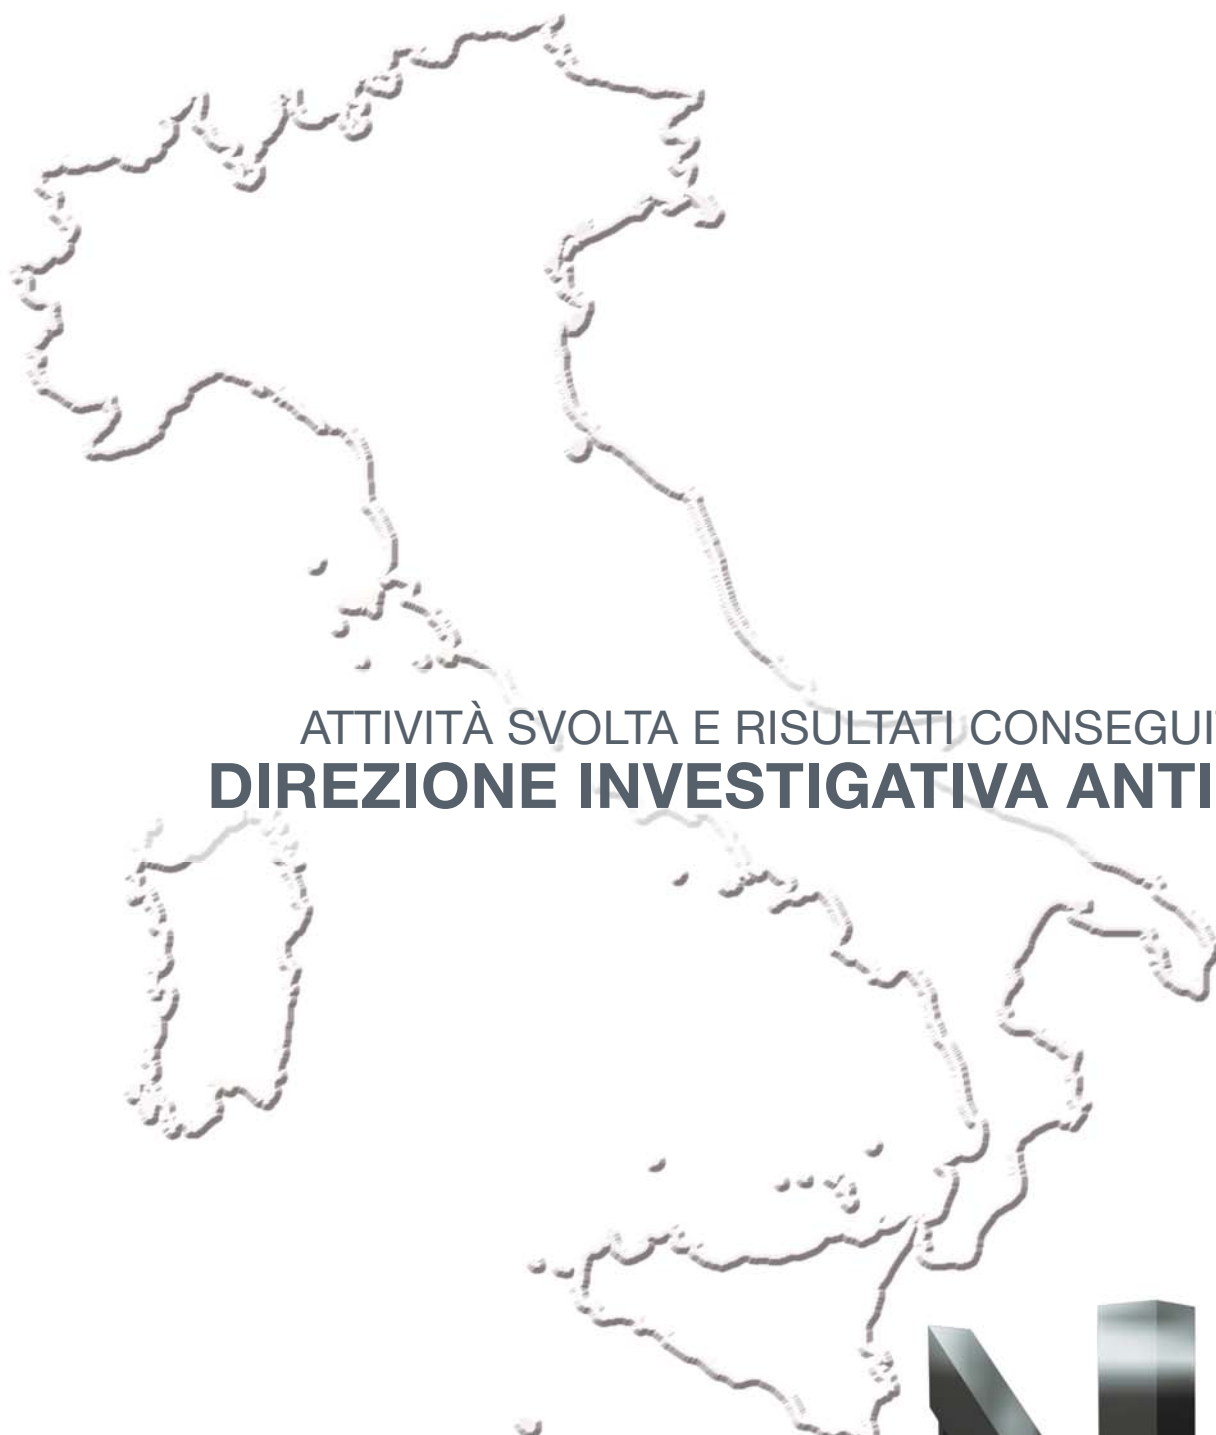 ATTIVITÀ SVOLTA E RISULTATI CONSEGUI
DIREZIONE INVESTIGATIVA ANTI